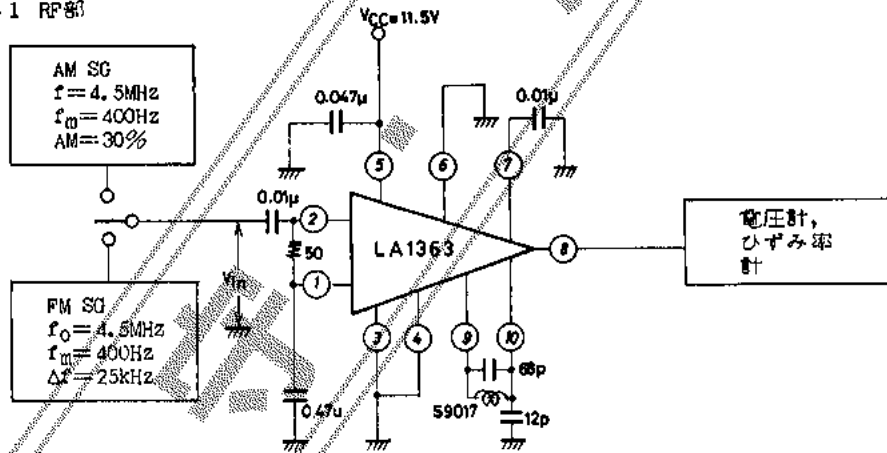 1 RF部
VCC=11.5V
AM SG
f=4.5MHz
fm=400Hz
AM=30%
0.047μ
0.01μ
5
6
7
0.01μ
2
50
LA1363
8
電圧計,
ひずみ率
計
1
Vin
FM SG
fo=4.5MHz
fm=400Hz
Δf=25kHz
3
4
9
10
68p
59017
0.47u
12p